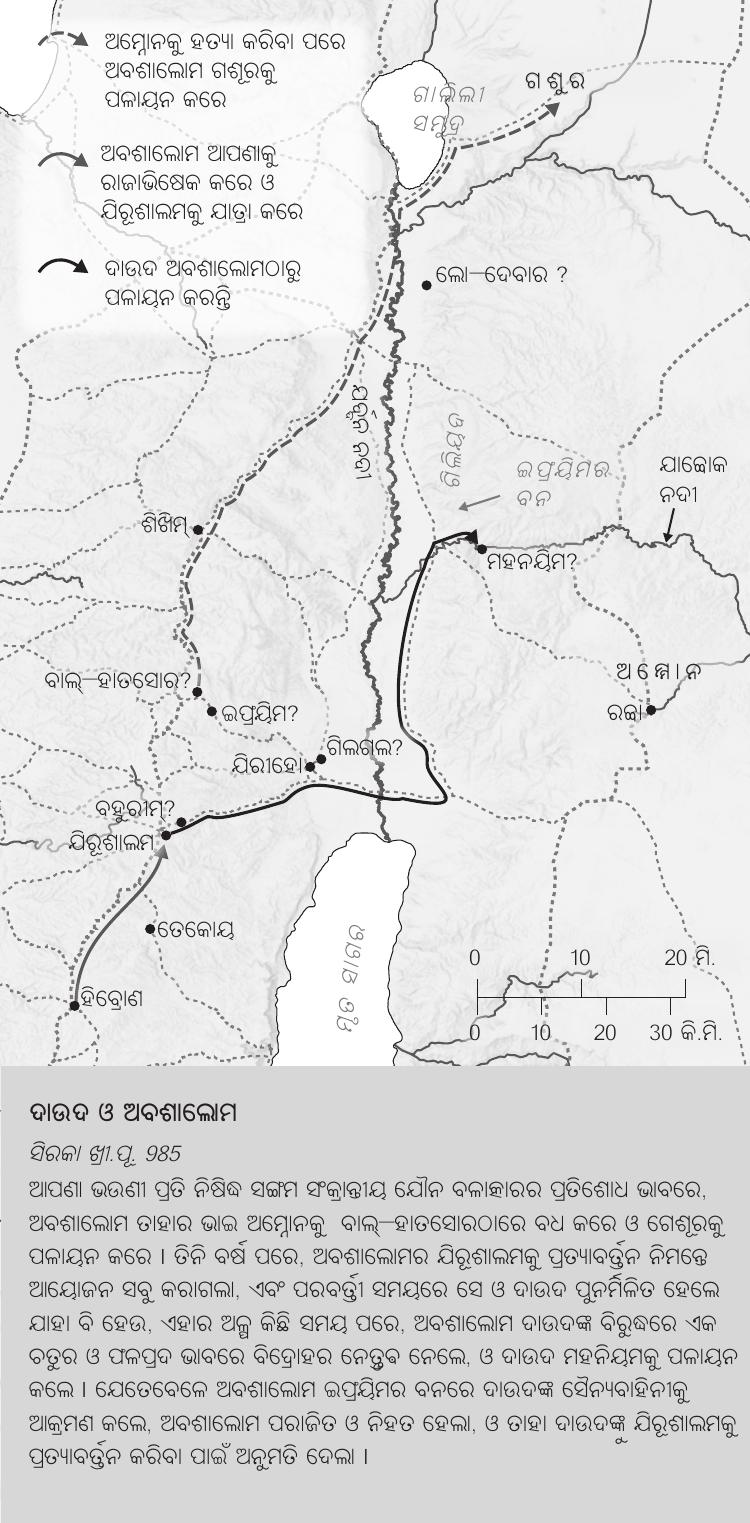 ଅମ୍ନୋନକୁ ହତ୍ୟା କରିବା ପରେ
ଅବଶାଲୋମ ଗଶୂରକୁ
ପଳାୟନ କରେ
ଅବଶାଲୋମ ଆପଣାକୁ
ରାଜାଭିଷେକ କରେ ଓ
ଯିରୂଶାଲମକୁ ଯାତ୍ରା କରେ
ଦାଉଦ ଅବଶାଲୋମଠାରୁ
ପଳାୟନ କରନ୍ତି
ଗାଲିଲୀ
ସମୁଦ୍ର
ଗଶୁର
ଲୋ–ଦେବାର ?
ଯର୍ଦ୍ଦନ ନଦୀ
ଗିଲିୟଦ
ଇଫ୍ରୟିମର
ବନ
ଯାବ୍ବୋକ
ନଦୀ
ଶିଖିମ୍
ମହନୟିମ?
ବାଲ୍–ହାତସୋର?
ଇଫ୍ରୟିମ?
ଅମ୍ମୋନ
ରବ୍ବା
ଗିଲଗଲ?
ଯିରୀହୋ
ବହୁରୀମ୍?
ଯିରୂଶାଲମ
ତେକୋୟ
ହିବ୍ରୋଣ
ମୃତ ସାଗର
0 10 20 ମି.
0 10 20 30 କି.ମି.
ଦାଉଦ ଓ ଅବଶାଲୋମ
ସିରକା ଖ୍ରୀ.ପୂ. 985
ଆପଣା ଭଉଣୀ ପ୍ରତି ନିଷିଦ୍ଧ ସଙ୍ଗମ ସଂକ୍ରାନ୍ତୀୟ ଯୌନ ବଳାତ୍କାରର ପ୍ରତିଶୋଧ ଭାବରେ,
ଅବଶାଲୋମ ତାହାର ଭାଇ ଅମ୍ନୋନକୁ ବାଲ୍–ହାତସୋରଠାରେ ବଧ କରେ ଓ ଗେଶୂରକୁ
ପଳାୟନ କରେ । ତିନି ବର୍ଷ ପରେ, ଅବଶାଲୋମର ଯିରୂଶାଲମକୁ ପ୍ରତ୍ୟାବର୍ତ୍ତନ ନିମନ୍ତେ
ଆୟୋଜନ ସବୁ କରାଗଲା, ଏବଂ ପରବର୍ତ୍ତୀ ସମୟରେ ସେ ଓ ଦାଉଦ ପୁନର୍ମିଳିତ ହେଲେ
ଯାହା ବି ହେଉ, ଏହାର ଅଳ୍ପ କିଛି ସମୟ ପରେ, ଅବଶାଲୋମ ଦାଉଦଙ୍କ ବିରୁଦ୍ଧରେ ଏକ
ଚତୁର ଓ ଫଳପ୍ରଦ ଭାବରେ ବିଦ୍ରୋହର ନେତୃତ୍ଵ ନେଲେ, ଓ ଦାଉଦ ମହନିୟମକୁ ପଳାୟନ
କଲେ । ଯେତେବେଳେ ଅବଶାଲୋମ ଇଫ୍ରୟିମର ବନରେ ଦାଉଦଙ୍କ ସୈନ୍ୟବାହିନୀକୁ
ଆକ୍ରମଣ କଲେ, ଅବଶାଲୋମ ପରାଜିତ ଓ ନିହତ ହେଲା, ଓ ତାହା ଦାଉଦଙ୍କୁ ଯିରୂଶାଲମକୁ
ପ୍ରତ୍ୟାବର୍ତ୍ତନ କରିବା ପାଇଁ ଅନୁମତି ଦେଲା ।